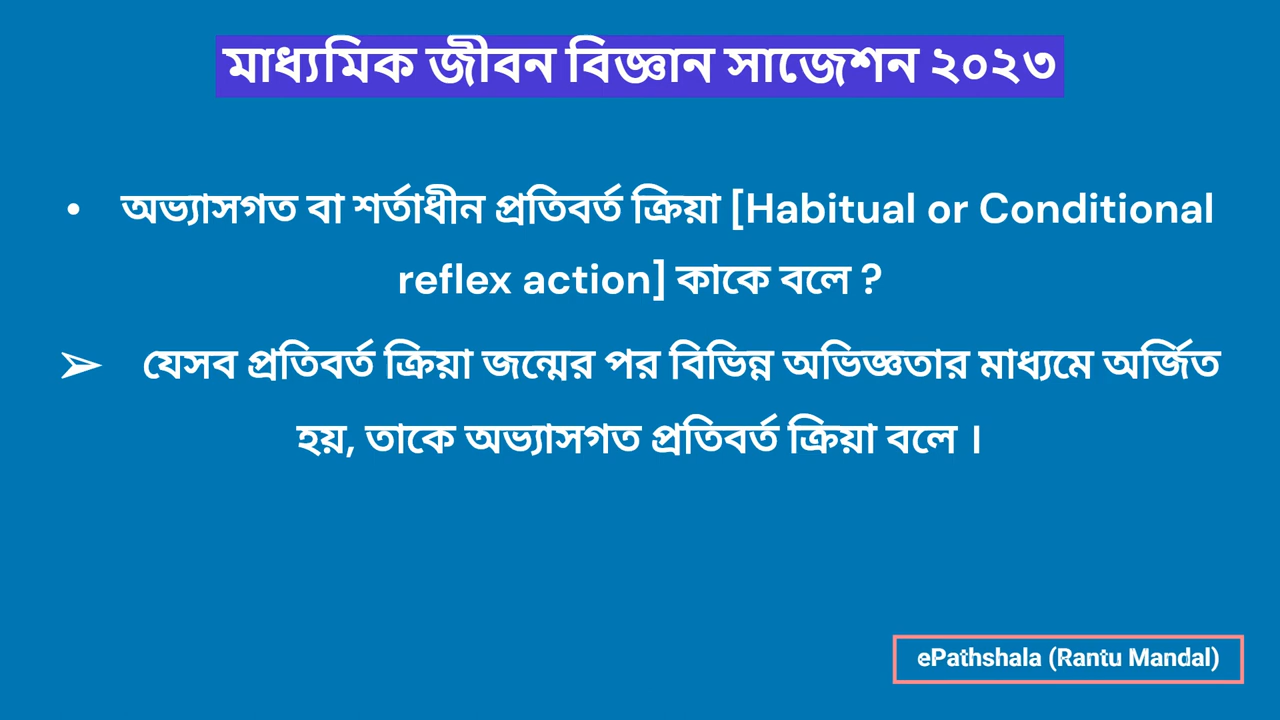 মাধ্যমিক জীবন বিজ্ঞান সাজেশন ২০২৩
• অভ্যাসগত বা শর্তাধীন প্রতিবর্ত ক্রিয়া [Habitual or Conditional
reflex action] কাকে বলে ?
➢ যেসব প্রতিবর্ত ক্রিয়া জন্মের পর বিভিন্ন অভিজ্ঞতার মাধ্যমে অর্জিত
হয়, তাকে অভ্যাসগত প্রতিবর্ত ক্রিয়া বলে ।
ePathshala (Rantu Mandal)